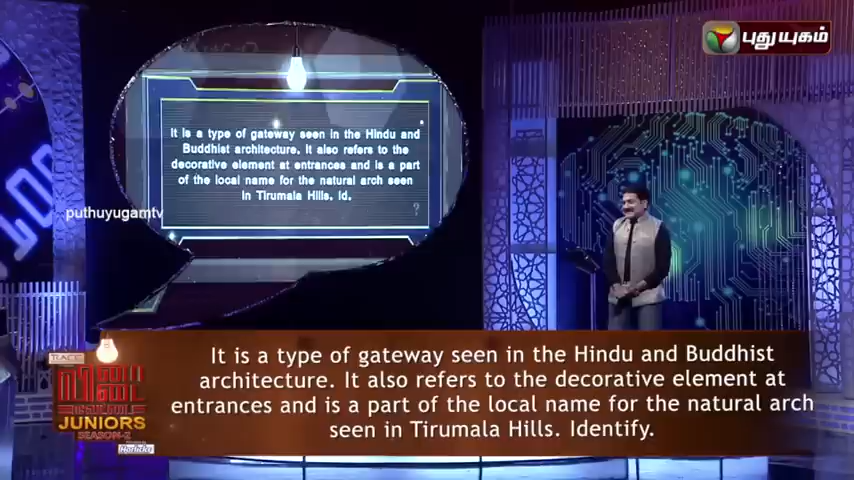 புதுயுகம்
It is a type of gateway seen in the Hindu and
Buddhist architecture. It also refers to the
decorative element at entrances and is a part
of the local name for the natural arch seen
in Tirumala Hills. Id.
?
puthuyugamtv
It is a type of gateway seen in the Hindu and Buddhist
architecture. It also refers to the decorative element at
entrances and is a part of the local name for the natural arch
seen in Tirumala Hills. Identify.
விடை
வேட்டை
JUNIORS
SEASON-2